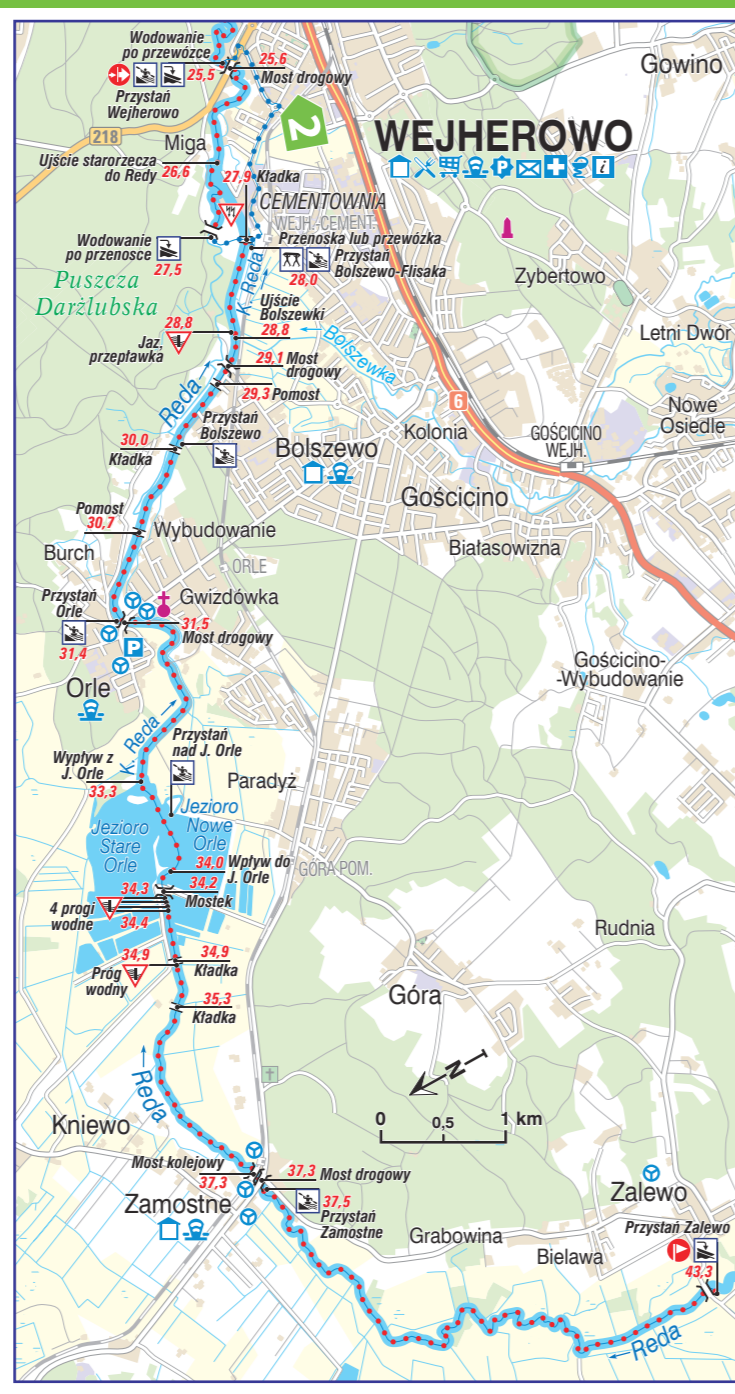 Wodowanie
po przewózce
25,5
Przystań
Wejherowo
25,6
Most drogowy
Gowino
218
Miga
2
WEJHEROWO
P
i
Ujście starorzecza
do Redy
26,6
27,9 Kładka
CEMENTOWNIA
WEJH.-CEMENT.
Wodowanie
po przenosce
27,5
Przenoska lub przewózka
Przystań
Bolszewo-Flisaka
28,0
K. Reda
Zybertowo
Puszcza
Darżlubska
Ujście
Bolszewki
28,8
28,8
Jaz,
przepławka
Bolszewka
Letni Dwór
29,1 Most
drogowy
29,3 Pomost
Reda
6
Nowe
Osiedle
Przystań
Bolszewo
30,0
Kładka
Bolszewo
Kolonia
GOŚCICINO
WEJH.
Gościcino
Pomost
30,7
Wybudowanie
Burch
Białasowizna
ORLE
Przystań
Orle
31,4
Gwizdówka
31,5
Most drogowy
P
Orle
Gościcino-
-Wybudowanie
K. Reda
Przystań
nad J. Orle
Wypływ z
J. Orle
33,3
Paradyż
Jezioro
Stare
Orle
Jezioro
Nowe
Orle
34,0 Wpływ do
J. Orle
GÓRA POM.
34,3
34,2
Mostek
4 progi
wodne
34,4
Rudnia
34,9
Próg
wodny
34,9
Kładka
Góra
35,3
Kładka
N
Reda
0 0,5 1 km
Kniewo
Most kolejowy
37,3
37,3 Most drogowy
Zamostne
37,5
Przystań
Zamostne
Zalewo
Grabowina
Bielawa
Przystań Zalewo
43,3
Reda